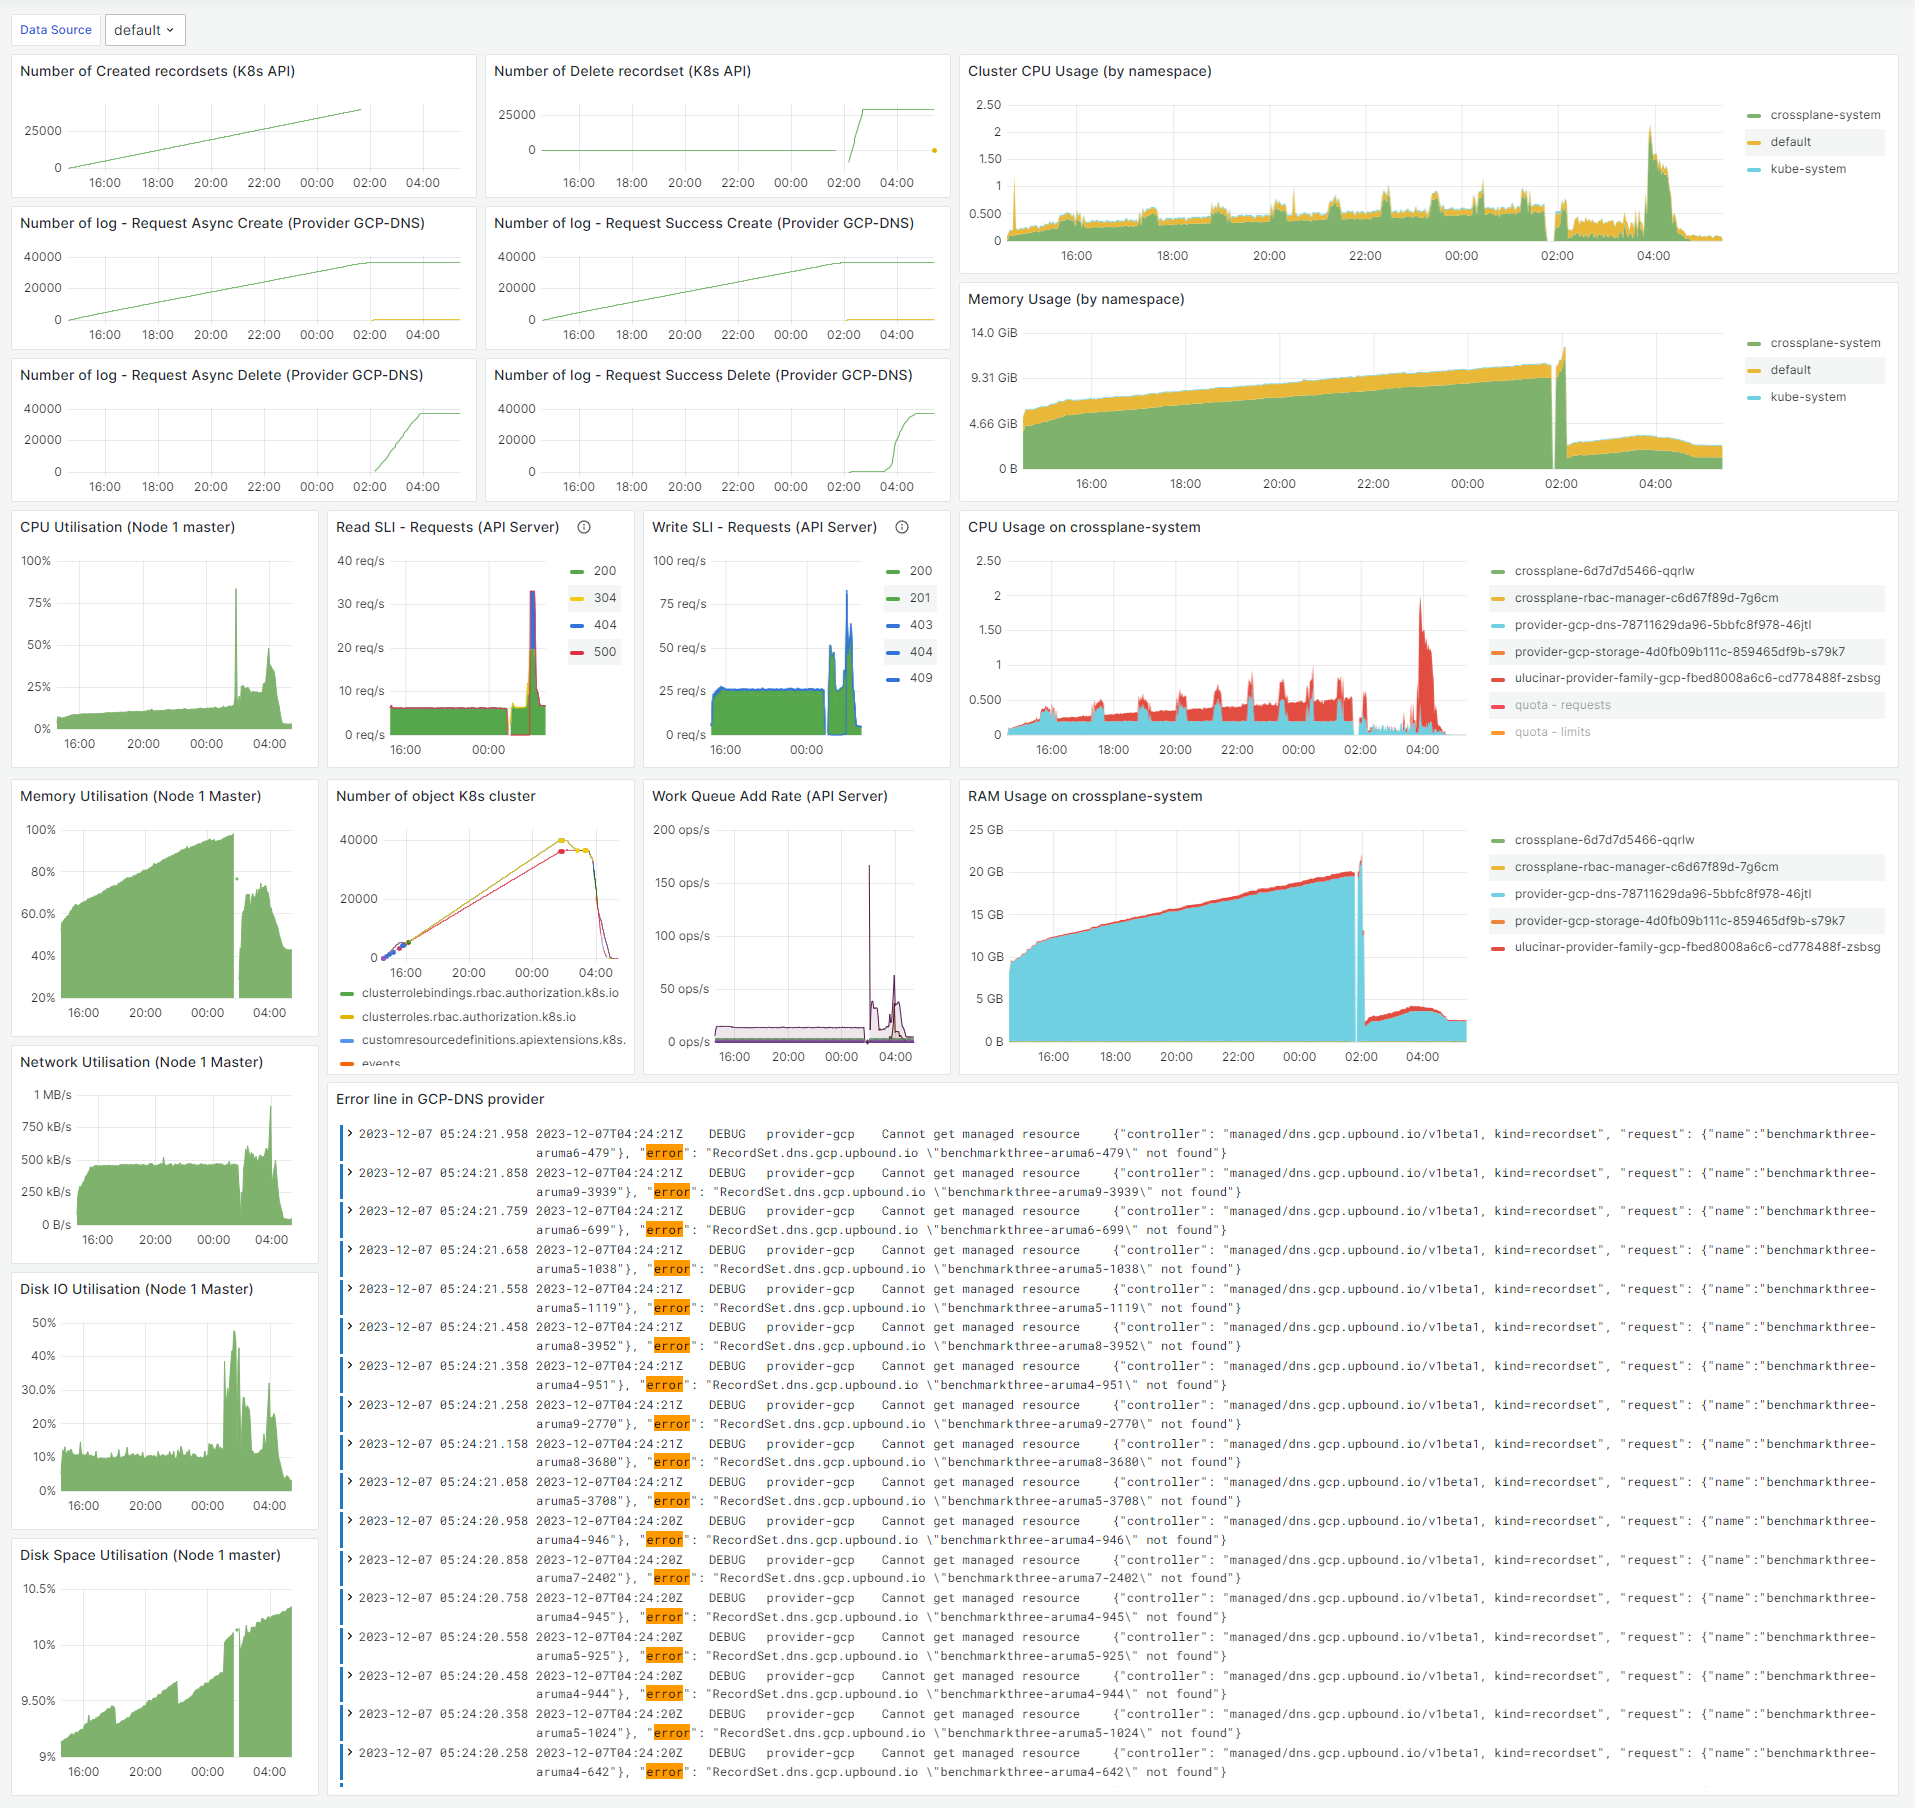 Data Source default
Number of Created recordsets (K8s API)
25000
0
16:00 18:00 20:00 22:00 00:00 02:00 04:00
Number of Delete recordset (K8s API)
25000
0
16:00 18:00 20:00 22:00 00:00 02:00 04:00
Cluster CPU Usage (by namespace)
2.50
2
1.50
1
0.500
0
16:00 18:00 20:00 22:00 00:00 02:00 04:00
crossplane-system
default
kube-system
Number of log - Request Async Create (Provider GCP-DNS)
40000
20000
0
16:00 18:00 20:00 22:00 00:00 02:00 04:00
Number of log - Request Success Create (Provider GCP-DNS)
40000
20000
0
16:00 18:00 20:00 22:00 00:00 02:00 04:00
Memory Usage (by namespace)
14.0 GiB
9.31 GiB
4.66 GiB
0 B
16:00 18:00 20:00 22:00 00:00 02:00 04:00
crossplane-system
default
kube-system
Number of log - Request Async Delete (Provider GCP-DNS)
40000
20000
0
16:00 18:00 20:00 22:00 00:00 02:00 04:00
Number of log - Request Success Delete (Provider GCP-DNS)
40000
20000
0
16:00 18:00 20:00 22:00 00:00 02:00 04:00
CPU Utilisation (Node 1 master)
100%
75%
50%
25%
0%
16:00 20:00 00:00 04:00
Read SLI - Requests (API Server)
40 req/s
30 req/s
20 req/s
10 req/s
0 req/s
16:00 00:00
200
304
404
500
Write SLI - Requests (API Server)
100 req/s
75 req/s
50 req/s
25 req/s
0 req/s
16:00 00:00
200
201
403
404
409
CPU Usage on crossplane-system
2.50
2
1.50
1
0.500
0
16:00 18:00 20:00 22:00 00:00 02:00 04:00
crossplane-6d7d7d5466-qqrlw
crossplane-rbac-manager-c6d67f89d-7g6cm
provider-gcp-dns-78711629da96-5bbfc8f978-46jtl
provider-gcp-storage-4d0fb09b111c-859465df9b-s79k7
ulucinar-provider-family-gcp-fbed8008a6c6-cd778488f-zsbsg
quota - requests
quota - limits
Memory Utilisation (Node 1 Master)
100%
80%
60.0%
40%
20%
16:00 20:00 00:00 04:00
Number of object K8s cluster
40000
20000
0
16:00 20:00 00:00 04:00
clusterrolebindings.rbac.authorization.k8s.io
clusterroles.rbac.authorization.k8s.io
customresourcedefinitions.apiextensions.k8s.
events
Work Queue Add Rate (API Server)
200 ops/s
150 ops/s
100 ops/s
50 ops/s
0 ops/s
16:00 20:00 00:00 04:00
RAM Usage on crossplane-system
25 GB
20 GB
15 GB
10 GB
5 GB
0 B
16:00 18:00 20:00 22:00 00:00 02:00 04:00
crossplane-6d7d7d5466-qqrlw
crossplane-rbac-manager-c6d67f89d-7g6cm
provider-gcp-dns-78711629da96-5bbfc8f978-46jtl
provider-gcp-storage-4d0fb09b111c-859465df9b-s79k7
ulucinar-provider-family-gcp-fbed8008a6c6-cd778488f-zsbsg
Network Utilisation (Node 1 Master)
1 MB/s
750 kB/s
500 kB/s
250 kB/s
0 B/s
16:00 20:00 00:00 04:00
Disk IO Utilisation (Node 1 Master)
50%
40%
30.0%
20%
10%
0%
16:00 20:00 00:00 04:00
Disk Space Utilisation (Node 1 master)
10.5%
10%
9.50%
9%
16:00 20:00 00:00 04:00
Error line in GCP-DNS provider
2023-12-07 05:24:21.958 2023-12-07T04:24:21Z DEBUG provider-gcp Cannot get managed resource {"controller": "managed/dns.gcp.upbound.io/v1beta1, kind=recordset", "request": {"name":"benchmarkthree-
aruma6-479"}, "error": "RecordSet.dns.gcp.upbound.io \"benchmarkthree-aruma6-479\" not found"}
2023-12-07 05:24:21.858 2023-12-07T04:24:21Z DEBUG provider-gcp Cannot get managed resource {"controller": "managed/dns.gcp.upbound.io/v1beta1, kind=recordset", "request": {"name":"benchmarkthree-
aruma9-3939"}, "error": "RecordSet.dns.gcp.upbound.io \"benchmarkthree-aruma9-3939\" not found"}
2023-12-07 05:24:21.759 2023-12-07T04:24:21Z DEBUG provider-gcp Cannot get managed resource {"controller": "managed/dns.gcp.upbound.io/v1beta1, kind=recordset", "request": {"name":"benchmarkthree-
aruma6-699"}, "error": "RecordSet.dns.gcp.upbound.io \"benchmarkthree-aruma6-699\" not found"}
2023-12-07 05:24:21.658 2023-12-07T04:24:21Z DEBUG provider-gcp Cannot get managed resource {"controller": "managed/dns.gcp.upbound.io/v1beta1, kind=recordset", "request": {"name":"benchmarkthree-
aruma5-1038"}, "error": "RecordSet.dns.gcp.upbound.io \"benchmarkthree-aruma5-1038\" not found"}
2023-12-07 05:24:21.558 2023-12-07T04:24:21Z DEBUG provider-gcp Cannot get managed resource {"controller": "managed/dns.gcp.upbound.io/v1beta1, kind=recordset", "request": {"name":"benchmarkthree-
aruma5-1119"}, "error": "RecordSet.dns.gcp.upbound.io \"benchmarkthree-aruma5-1119\" not found"}
2023-12-07 05:24:21.458 2023-12-07T04:24:21Z DEBUG provider-gcp Cannot get managed resource {"controller": "managed/dns.gcp.upbound.io/v1beta1, kind=recordset", "request": {"name":"benchmarkthree-
aruma8-3952"}, "error": "RecordSet.dns.gcp.upbound.io \"benchmarkthree-aruma8-3952\" not found"}
2023-12-07 05:24:21.358 2023-12-07T04:24:21Z DEBUG provider-gcp Cannot get managed resource {"controller": "managed/dns.gcp.upbound.io/v1beta1, kind=recordset", "request": {"name":"benchmarkthree-
aruma4-951"}, "error": "RecordSet.dns.gcp.upbound.io \"benchmarkthree-aruma4-951\" not found"}
2023-12-07 05:24:21.258 2023-12-07T04:24:21Z DEBUG provider-gcp Cannot get managed resource {"controller": "managed/dns.gcp.upbound.io/v1beta1, kind=recordset", "request": {"name":"benchmarkthree-
aruma9-2770"}, "error": "RecordSet.dns.gcp.upbound.io \"benchmarkthree-aruma9-2770\" not found"}
2023-12-07 05:24:21.158 2023-12-07T04:24:21Z DEBUG provider-gcp Cannot get managed resource {"controller": "managed/dns.gcp.upbound.io/v1beta1, kind=recordset", "request": {"name":"benchmarkthree-
aruma8-3680"}, "error": "RecordSet.dns.gcp.upbound.io \"benchmarkthree-aruma8-3680\" not found"}
2023-12-07 05:24:21.058 2023-12-07T04:24:21Z DEBUG provider-gcp Cannot get managed resource {"controller": "managed/dns.gcp.upbound.io/v1beta1, kind=recordset", "request": {"name":"benchmarkthree-
aruma5-3708"}, "error": "RecordSet.dns.gcp.upbound.io \"benchmarkthree-aruma5-3708\" not found"}
2023-12-07 05:24:20.958 2023-12-07T04:24:20Z DEBUG provider-gcp Cannot get managed resource {"controller": "managed/dns.gcp.upbound.io/v1beta1, kind=recordset", "request": {"name":"benchmarkthree-
aruma4-946"}, "error": "RecordSet.dns.gcp.upbound.io \"benchmarkthree-aruma4-946\" not found"}
2023-12-07 05:24:20.858 2023-12-07T04:24:20Z DEBUG provider-gcp Cannot get managed resource {"controller": "managed/dns.gcp.upbound.io/v1beta1, kind=recordset", "request": {"name":"benchmarkthree-
aruma7-2402"}, "error": "RecordSet.dns.gcp.upbound.io \"benchmarkthree-aruma7-2402\" not found"}
2023-12-07 05:24:20.758 2023-12-07T04:24:20Z DEBUG provider-gcp Cannot get managed resource {"controller": "managed/dns.gcp.upbound.io/v1beta1, kind=recordset", "request": {"name":"benchmarkthree-
aruma4-945"}, "error": "RecordSet.dns.gcp.upbound.io \"benchmarkthree-aruma4-945\" not found"}
2023-12-07 05:24:20.558 2023-12-07T04:24:20Z DEBUG provider-gcp Cannot get managed resource {"controller": "managed/dns.gcp.upbound.io/v1beta1, kind=recordset", "request": {"name":"benchmarkthree-
aruma5-925"}, "error": "RecordSet.dns.gcp.upbound.io \"benchmarkthree-aruma5-925\" not found"}
2023-12-07 05:24:20.458 2023-12-07T04:24:20Z DEBUG provider-gcp Cannot get managed resource {"controller": "managed/dns.gcp.upbound.io/v1beta1, kind=recordset", "request": {"name":"benchmarkthree-
aruma4-944"}, "error": "RecordSet.dns.gcp.upbound.io \"benchmarkthree-aruma4-944\" not found"}
2023-12-07 05:24:20.358 2023-12-07T04:24:20Z DEBUG provider-gcp Cannot get managed resource {"controller": "managed/dns.gcp.upbound.io/v1beta1, kind=recordset", "request": {"name":"benchmarkthree-
aruma5-1024"}, "error": "RecordSet.dns.gcp.upbound.io \"benchmarkthree-aruma5-1024\" not found"}
2023-12-07 05:24:20.258 2023-12-07T04:24:20Z DEBUG provider-gcp Cannot get managed resource {"controller": "managed/dns.gcp.upbound.io/v1beta1, kind=recordset", "request": {"name":"benchmarkthree-
aruma4-642"}, "error": "RecordSet.dns.gcp.upbound.io \"benchmarkthree-aruma4-642\" not found"}